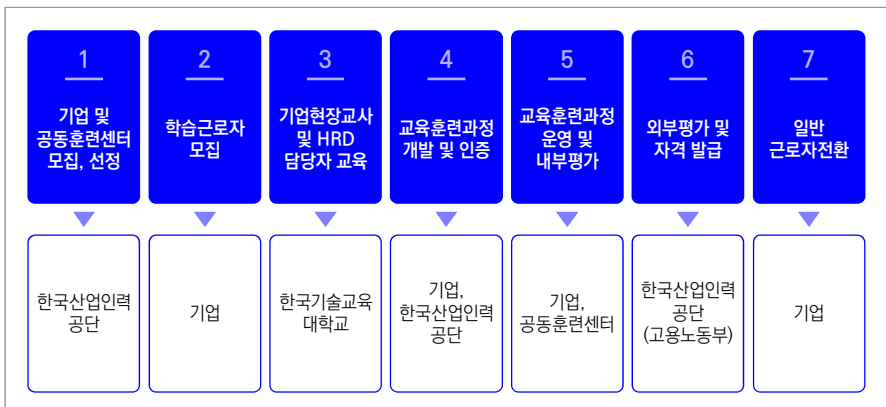 1
기업 및
공동훈련센터
모집, 선정
2
학습근로자
모집
3
기업현장교사
및 HRD
담당자 교육
4
교육훈련과정
개발 및 인증
5
교육훈련과정
운영 및
내부평가
6
외부평가 및
자격 발급
7
일반
근로자전환
한국산업인력
공단
기업
한국기술교육
대학교
기업,
한국산업인력
공단
기업,
공동훈련센터
한국산업인력
공단
(고용노동부)
기업